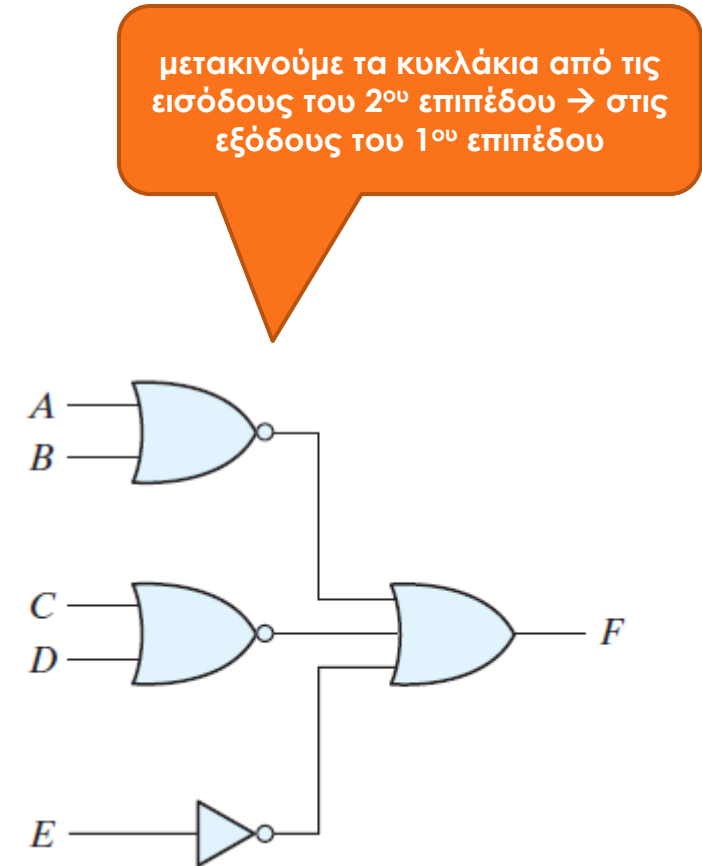 μετακινούμε τα κυκλάκια από τις
εισόδους του 2ου επιπέδου → στις
εξόδους του 1ου επιπέδου
A
B
C
D
F
E